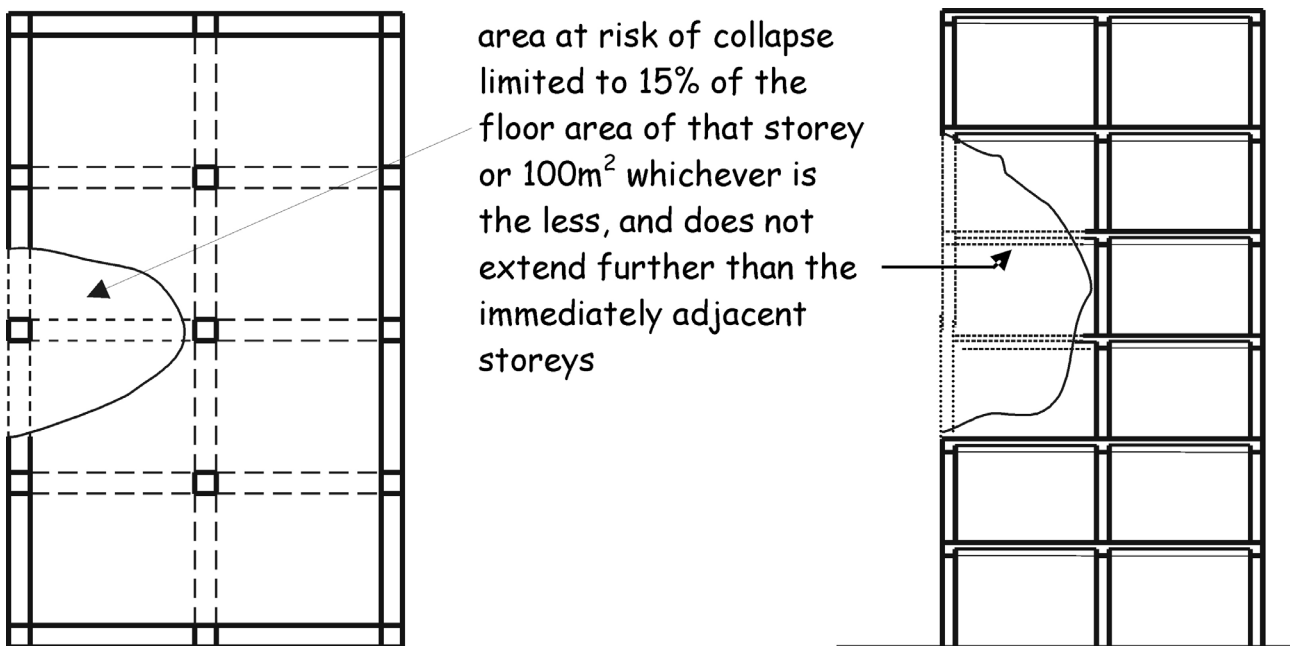 area at risk of collapse
limited to 15% of the
floor area of that storey
or 100m² whichever is
the less, and does not
extend further than the
immediately adjacent
storeys